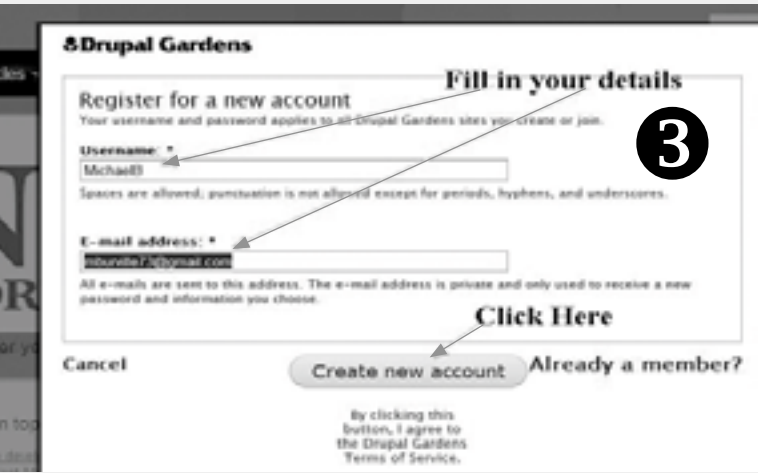 Drupal Gardens
Fill in your details
Register for a new account
Your username and password applies to all Drupal Gardens sites you create or join.
3
Username: *
MichaelB
Spaces are allowed; punctuation is not allowed except for periods, hyphens, and underscores.
E-mail address: *
All e-mails are sent to this address. The e-mail address is private and only used to receive a new
password and information you choose.
Click Here
Cancel
Create new account
Already a member?
By clicking this
button, I agree to
the Drupal Gardens
Terms of Service.